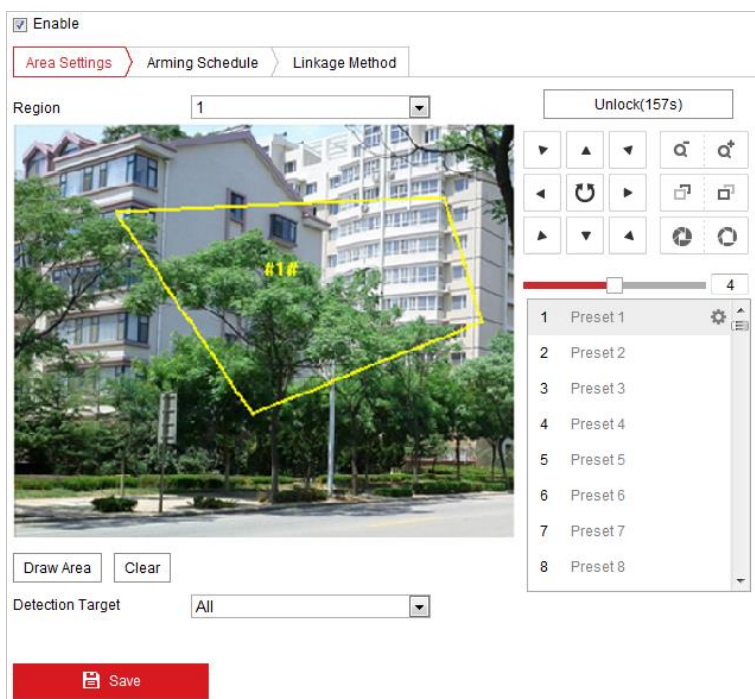 Enable
Area Settings
Arming Schedule
Linkage Method
Region
1
Unlock(157s)
#1#
4
1 Preset 1
2 Preset 2
3 Preset 3
4 Preset 4
5 Preset 5
6 Preset 6
7 Preset 7
8 Preset 8
Draw Area
Clear
Detection Target
All
Save